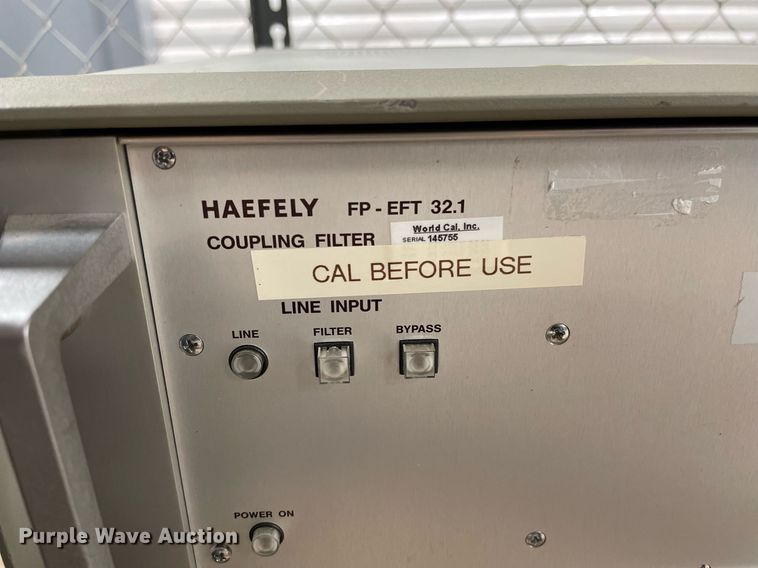 HAEFELY FP - EFT 32.1
COUPLING FILTER
World Cal, Inc.
SERIAL 145755
CAL BEFORE USE
LINE INPUT
LINE FILTER BYPASS
POWER ON
Purple Wave Auction